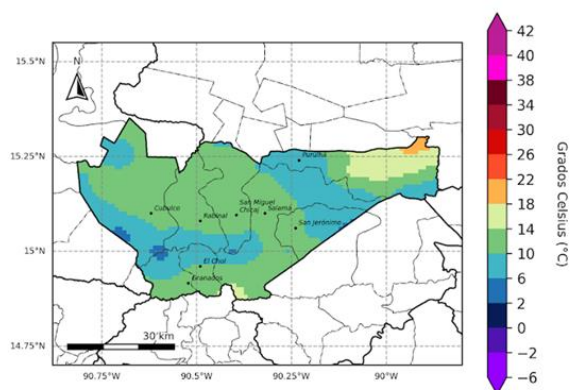 15.5°N
15.25°N
15°N
14.75°N
90.75°W
90.5°W
90.25°W
90°W
N
Purulhá
Cubulco
Rabinal
San Miguel
Chicaj
Salamá
San Jerónimo
El Chol
Granados
30 km
42
40
38
34
30
26
22
18
14
10
6
2
0
−2
−6
Grados Celsius (°C)